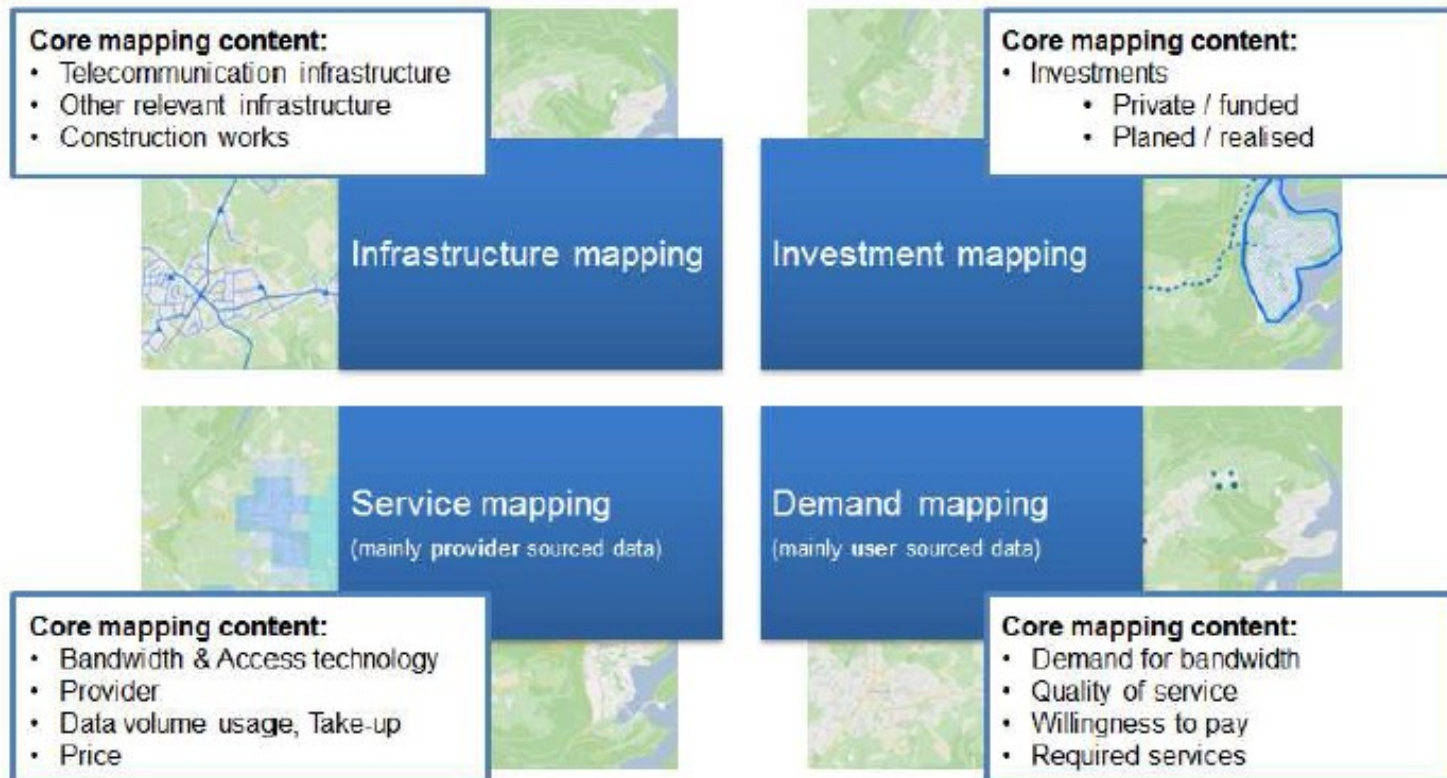 Core mapping content:
• Telecommunication infrastructure
• Other relevant infrastructure
• Construction works
Infrastructure mapping
Core mapping content:
• Investments
• Private / funded
• Planed / realised
Investment mapping
Service mapping
(mainly provider sourced data)
Core mapping content:
• Bandwidth & Access technology
• Provider
• Data volume usage, Take-up
• Price
Demand mapping
(mainly user sourced data)
Core mapping content:
• Demand for bandwidth
• Quality of service
• Willingness to pay
• Required services